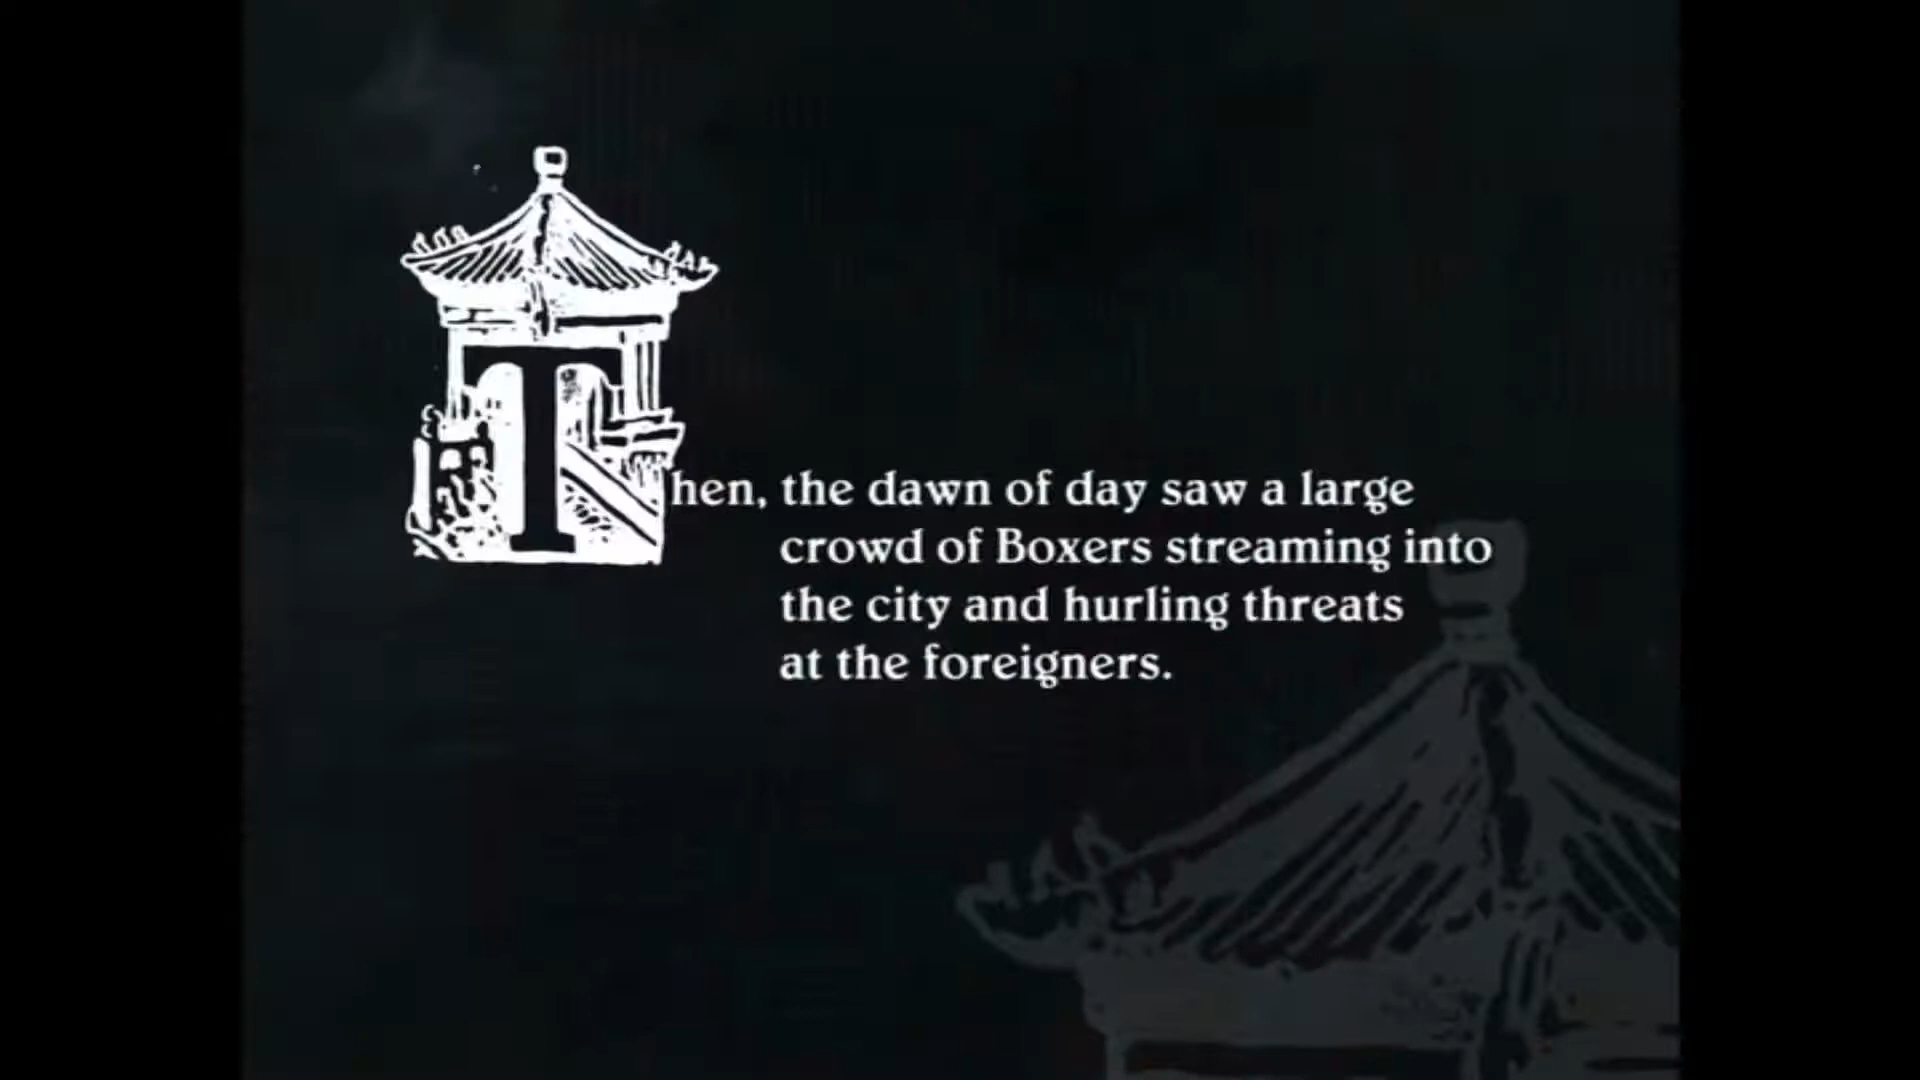 Then, the dawn of day saw a large
crowd of Boxers streaming into
the city and hurling threats
at the foreigners.